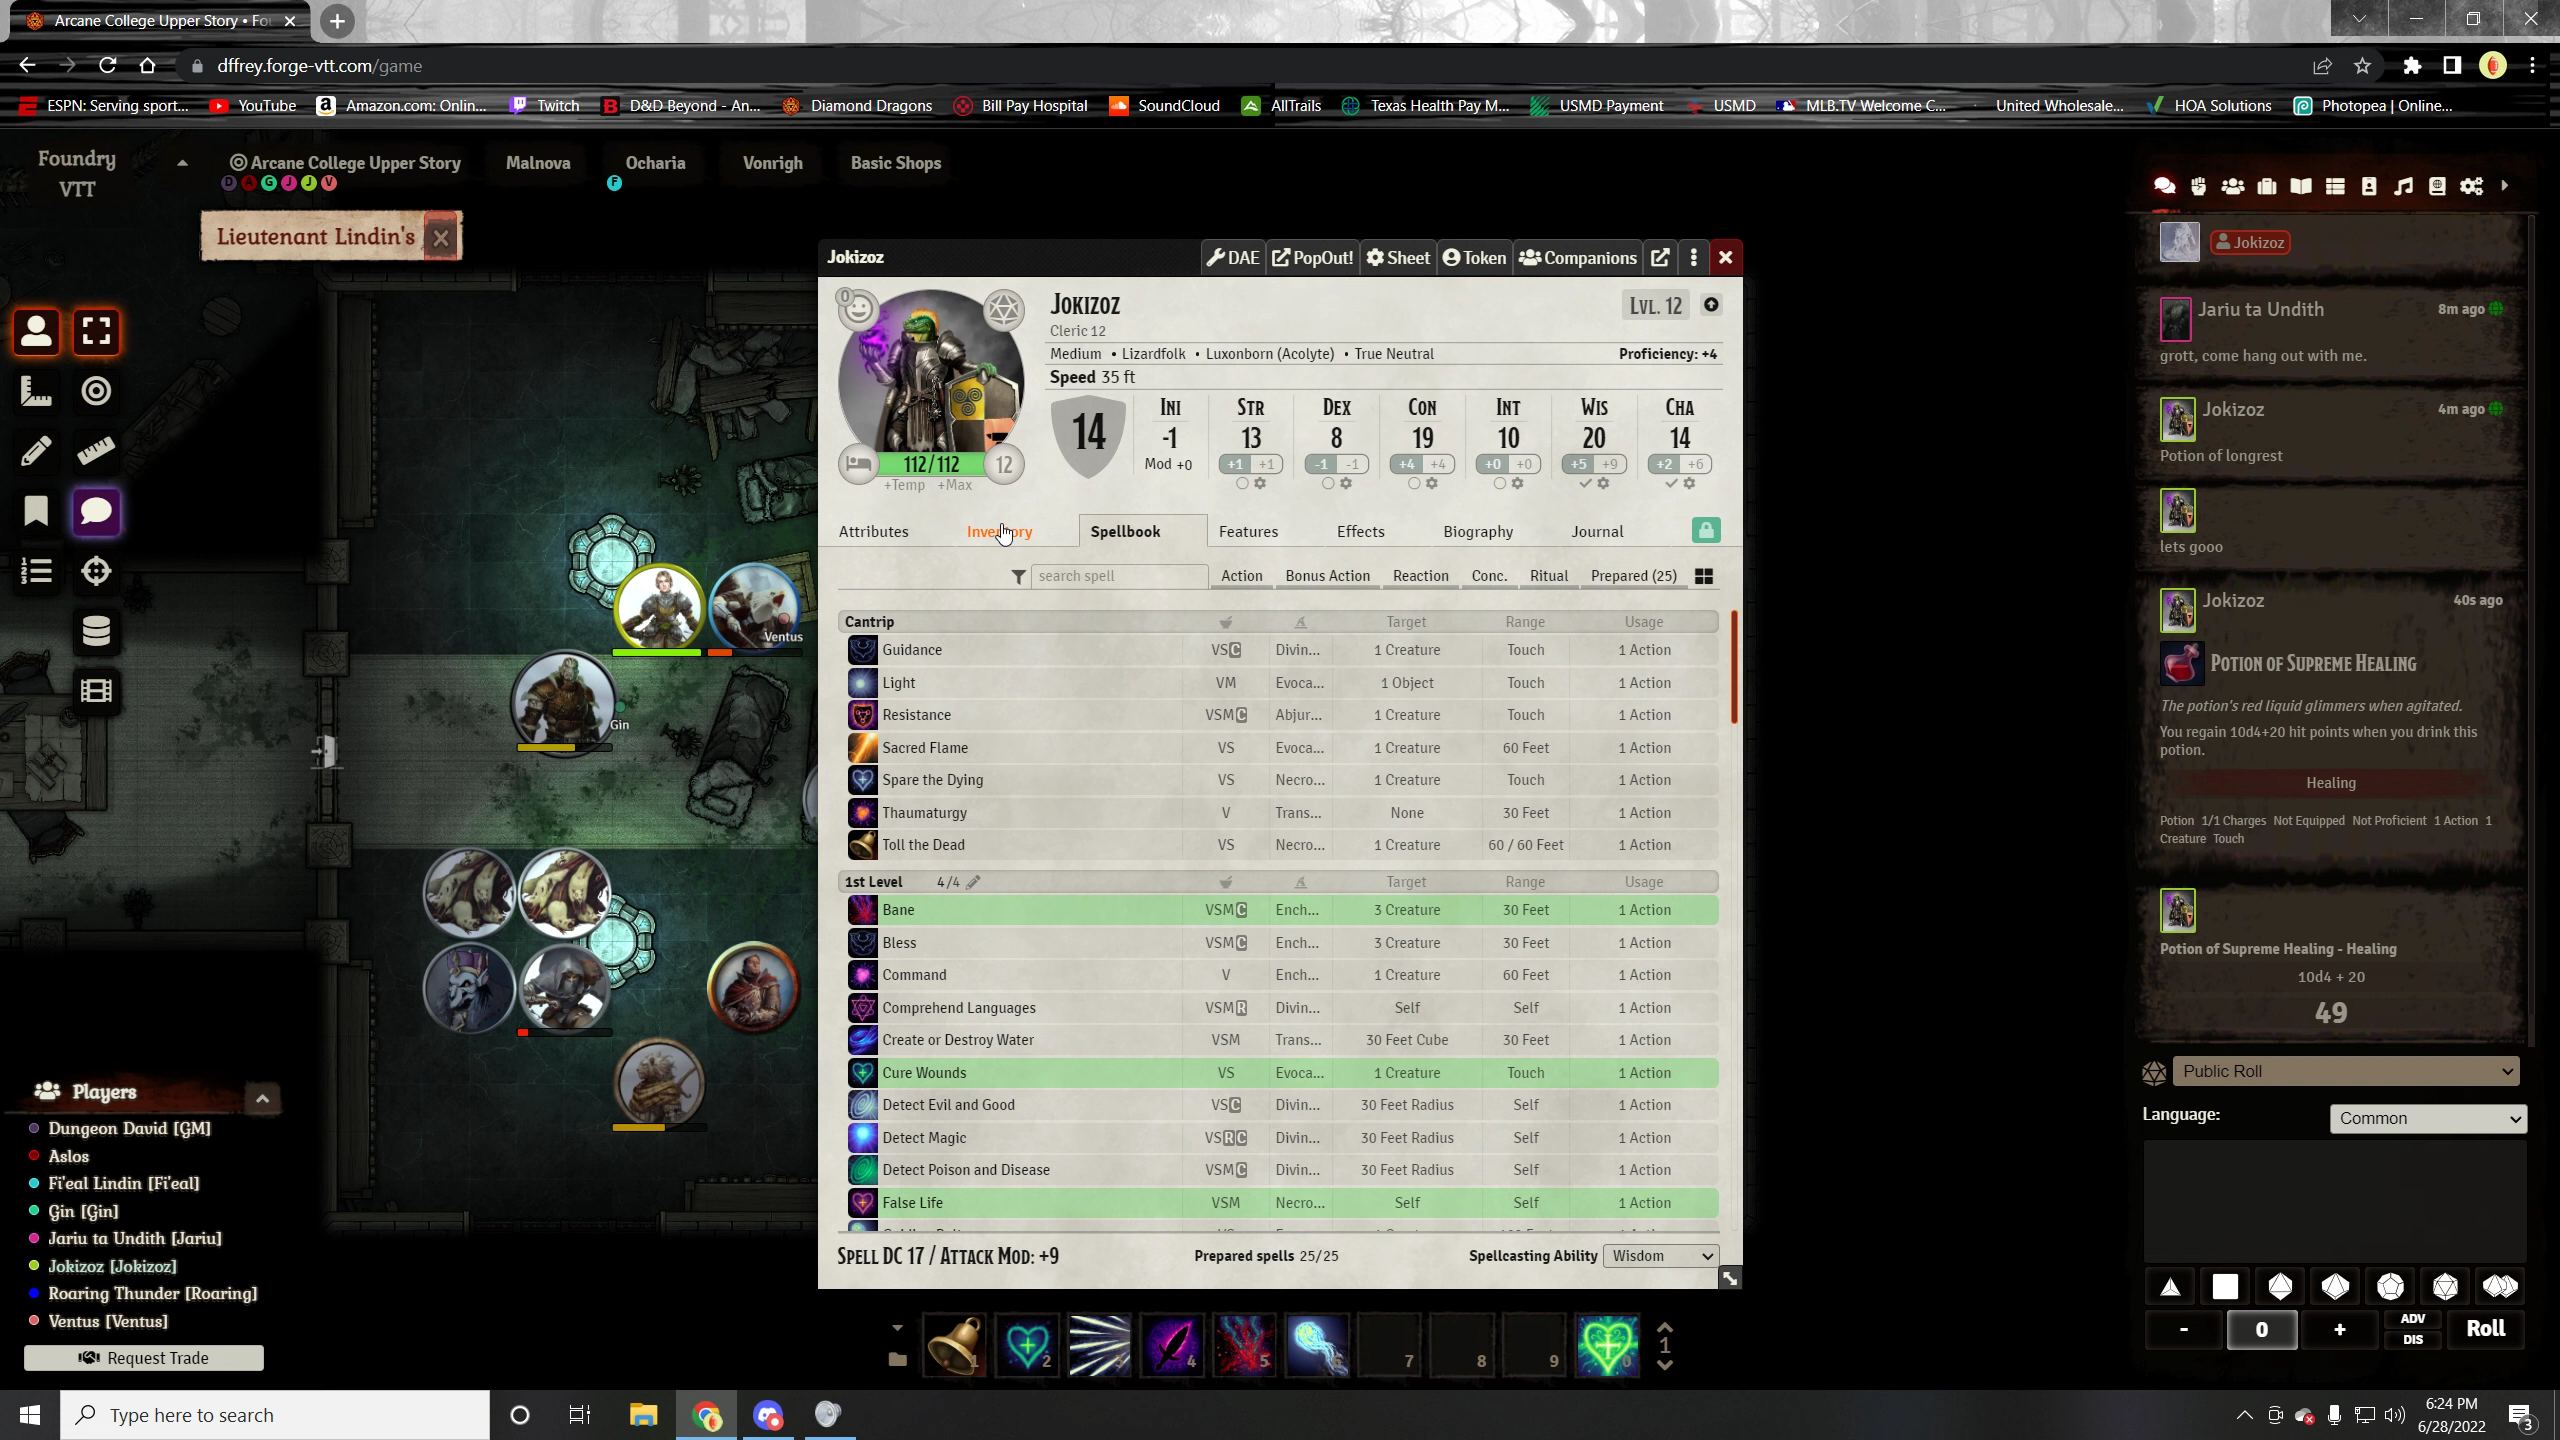 Arcane College Upper Story • Fo
dffrey.forge-vtt.com/game
ESPN: Serving sport...
YouTube
Amazon.com: Onlin...
Twitch
D&D Beyond - An...
Diamond Dragons
Bill Pay Hospital
SoundCloud
AllTrails
Texas Health Pay M...
USMD Payment
USMD
MLB.TV Welcome C...
United Wholesale...
HOA Solutions
Photopea | Online...
Foundry
VTT
Arcane College Upper Story
Malnova
Ocharia
Vonrigh
Basic Shops
D A G J J V
F
Lieutenant Lindin's
Ventus
Gin
Players
Dungeon David [GM]
Aslos
Fi'eal Lindin [Fi'eal]
Gin [Gin]
Jariu ta Undith [Jariu]
Jokizoz [Jokizoz]
Roaring Thunder [Roaring]
Ventus [Ventus]
Request Trade
Jokizoz
DAE
PopOut!
Sheet
Token
Companions
0
Jokizoz
Lvl. 12
Cleric 12
Medium • Lizardfolk • Luxonborn (Acolyte) • True Neutral
Proficiency: +4
Speed 35 ft
14
Ini Str Dex Con Int Wis Cha
-1 13 8 19 10 20 14
Mod +0 +1 +1 -1 -1 +4 +4 +0 +0 +5 +9 +2 +6
112/112
12
+Temp +Max
Attributes Inventory Spellbook Features Effects Biography Journal
search spell Action Bonus Action Reaction Conc. Ritual Prepared (25)
Cantrip Target Range Usage
Guidance VSC Divin... 1 Creature Touch 1 Action
Light VM Evoca... 1 Object Touch 1 Action
Resistance VSMC Abjur... 1 Creature Touch 1 Action
Sacred Flame VS Evoca... 1 Creature 60 Feet 1 Action
Spare the Dying VS Necro... 1 Creature Touch 1 Action
Thaumaturgy V Trans... None 30 Feet 1 Action
Toll the Dead VS Necro... 1 Creature 60 / 60 Feet 1 Action
1st Level 4/4 Target Range Usage
Bane VSMC Ench... 3 Creature 30 Feet 1 Action
Bless VSMC Ench... 3 Creature 30 Feet 1 Action
Command V Ench... 1 Creature 60 Feet 1 Action
Comprehend Languages VSMR Divin... Self Self 1 Action
Create or Destroy Water VSM Trans... 30 Feet Cube 30 Feet 1 Action
Cure Wounds VS Evoca... 1 Creature Touch 1 Action
Detect Evil and Good VSC Divin... 30 Feet Radius Self 1 Action
Detect Magic VSRC Divin... 30 Feet Radius Self 1 Action
Detect Poison and Disease VSMC Divin... 30 Feet Radius Self 1 Action
False Life VSM Necro... Self Self 1 Action
Spell DC 17 / Attack Mod: +9
Prepared spells 25/25
Spellcasting Ability Wisdom
1 2 4 5 7 8 9
1
Jokizoz
Jariu ta Undith 8m ago
grott, come hang out with me.
Jokizoz 4m ago
Potion of longrest
lets gooo
Jokizoz 40s ago
Potion of Supreme Healing
The potion's red liquid glimmers when agitated.
You regain 10d4+20 hit points when you drink this
potion.
Healing
Potion 1/1 Charges Not Equipped Not Proficient 1 Action 1
Creature Touch
Potion of Supreme Healing - Healing
10d4 + 20
49
Public Roll
Language: Common
- 0 + ADV
DIS
Roll
Type here to search
6:24 PM
6/28/2022
3